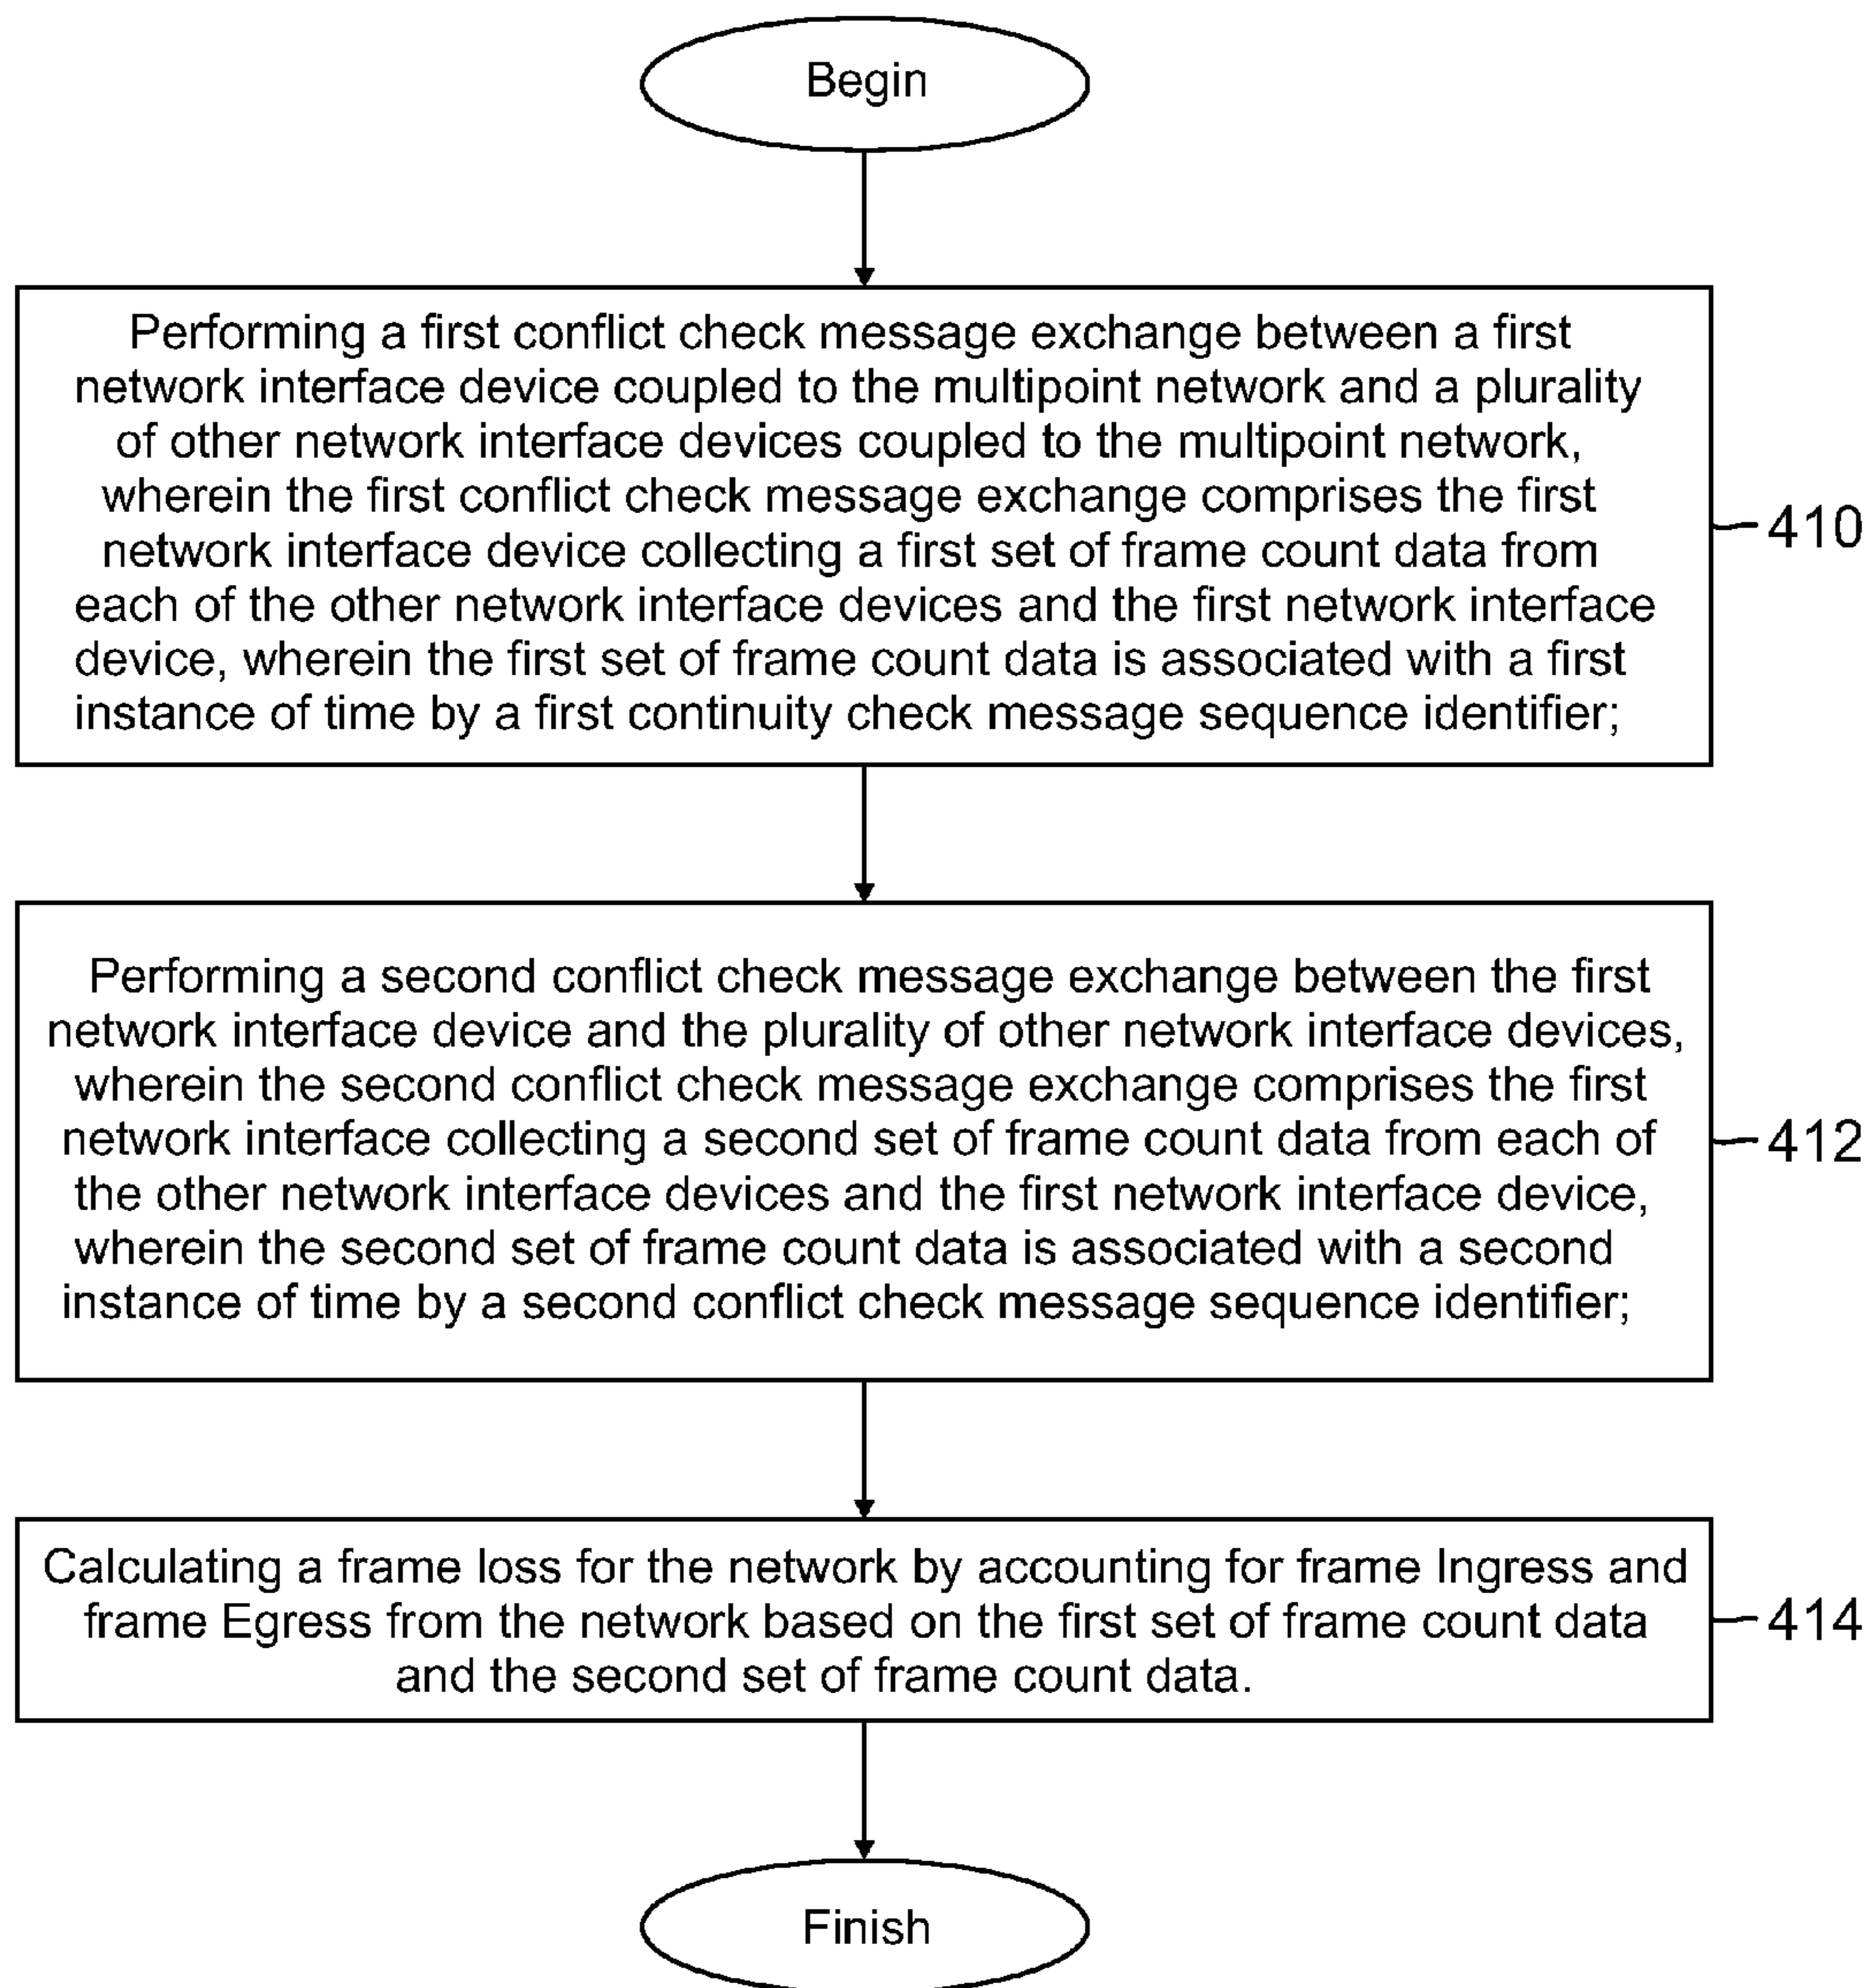 Begin
Performing a first conflict check message exchange between a first
network interface device coupled to the multipoint network and a plurality
of other network interface devices coupled to the multipoint network,
wherein the first conflict check message exchange comprises the first
network interface device collecting a first set of frame count data from
each of the other network interface devices and the first network interface
device, wherein the first set of frame count data is associated with a first
instance of time by a first continuity check message sequence identifier;
410
Performing a second conflict check message exchange between the first
network interface device and the plurality of other network interface devices,
wherein the second conflict check message exchange comprises the first
network interface collecting a second set of frame count data from each of
the other network interface devices and the first network interface device,
wherein the second set of frame count data is associated with a second
instance of time by a second conflict check message sequence identifier;
412
Calculating a frame loss for the network by accounting for frame Ingress and
frame Egress from the network based on the first set of frame count data
and the second set of frame count data.
414
Finish